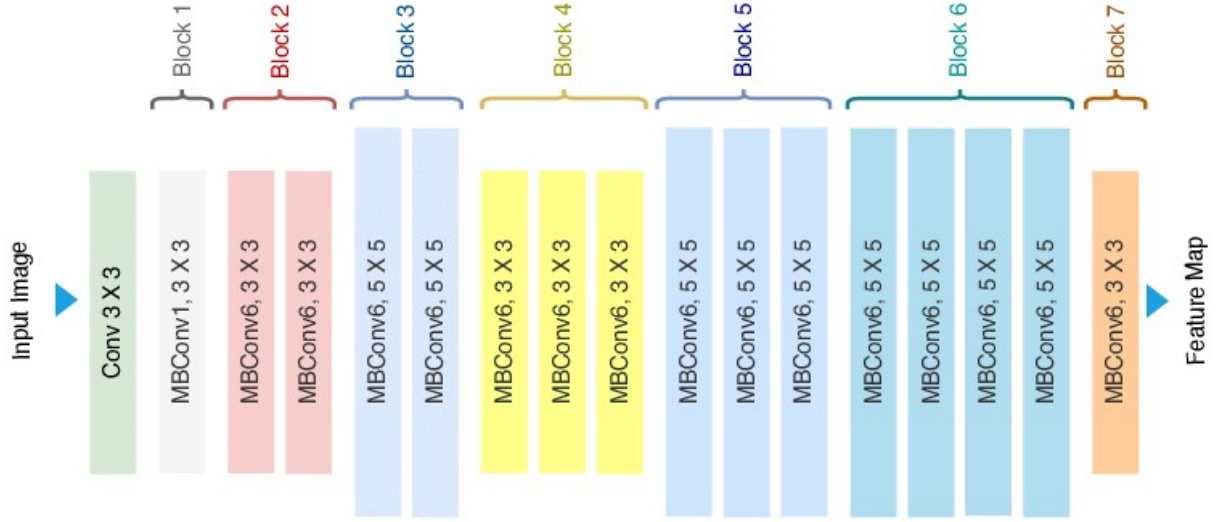 Input Image
Conv 3 X 3
Block 1
MBConv1, 3 X 3
Block 2
MBConv6, 3 X 3
MBConv6, 3 X 3
Block 3
MBConv6, 5 X 5
MBConv6, 5 X 5
Block 4
MBConv6, 3 X 3
MBConv6, 3 X 3
MBConv6, 3 X 3
Block 5
MBConv6, 5 X 5
MBConv6, 5 X 5
MBConv6, 5 X 5
Block 6
MBConv6, 5 X 5
MBConv6, 5 X 5
MBConv6, 5 X 5
MBConv6, 5 X 5
Block 7
MBConv6, 3 X 3
Feature Map